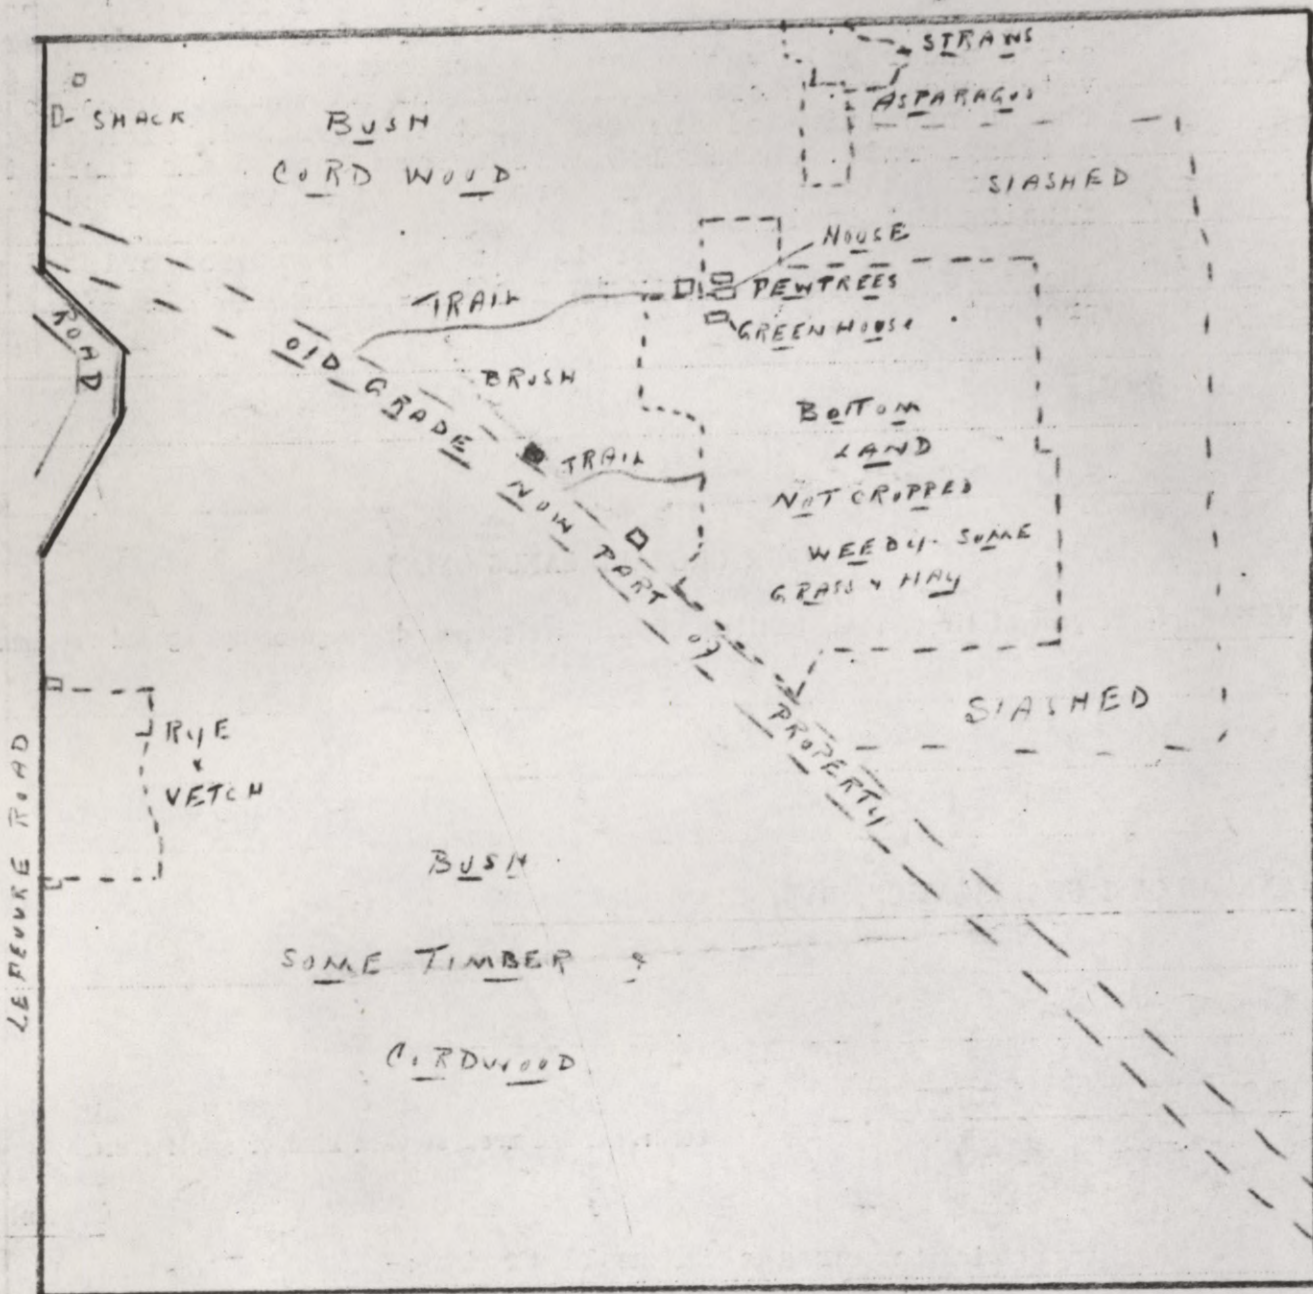 STRAWS
ASPARAGUS
SHACK
BUSH
CORD WOOD
SLASHED
HOUSE
TRAIL
GREENHOUSE
ROAD
OLD GRADE NOW PART OF PROPERTY
BRUSH
BOTTOM
LAND
TRAIL
NOT CROPPED
WEEDY - SOME
GRASS & HAY
SLASHED
RYE
&
VETCH
LEFEUVRE ROAD
BUSH
SOME TIMBER &
CORDWOOD